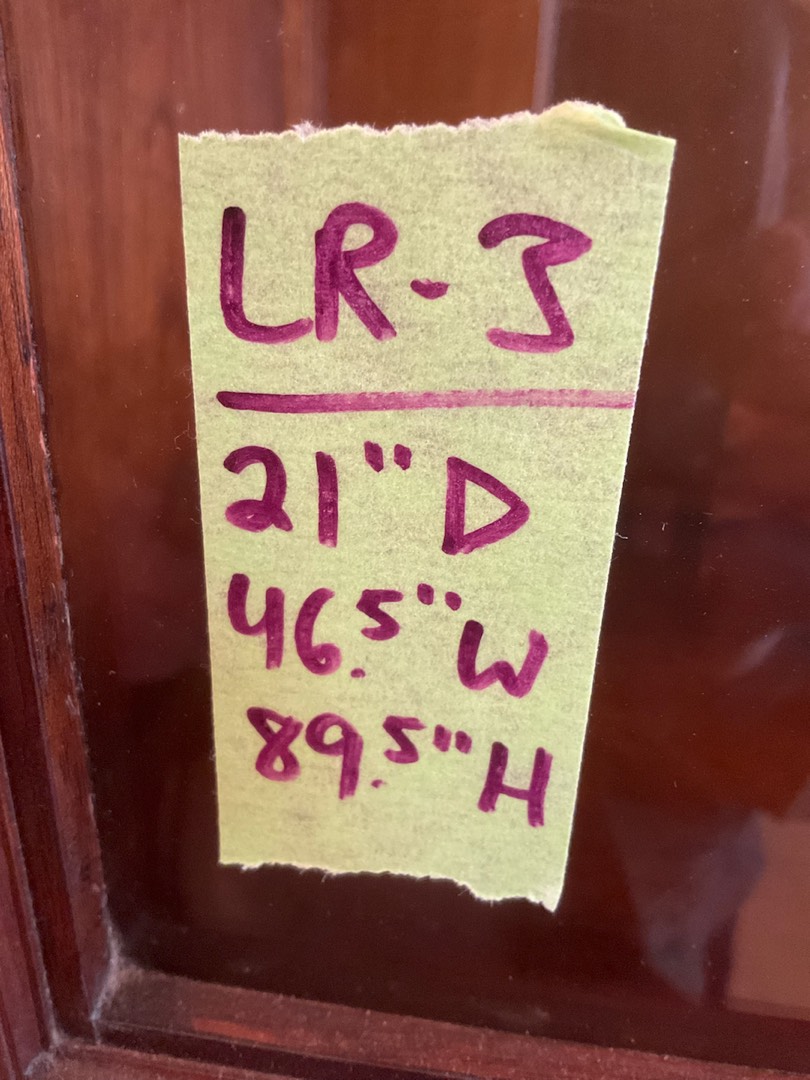 LR-3
21" D
46.5" W
89.5" H